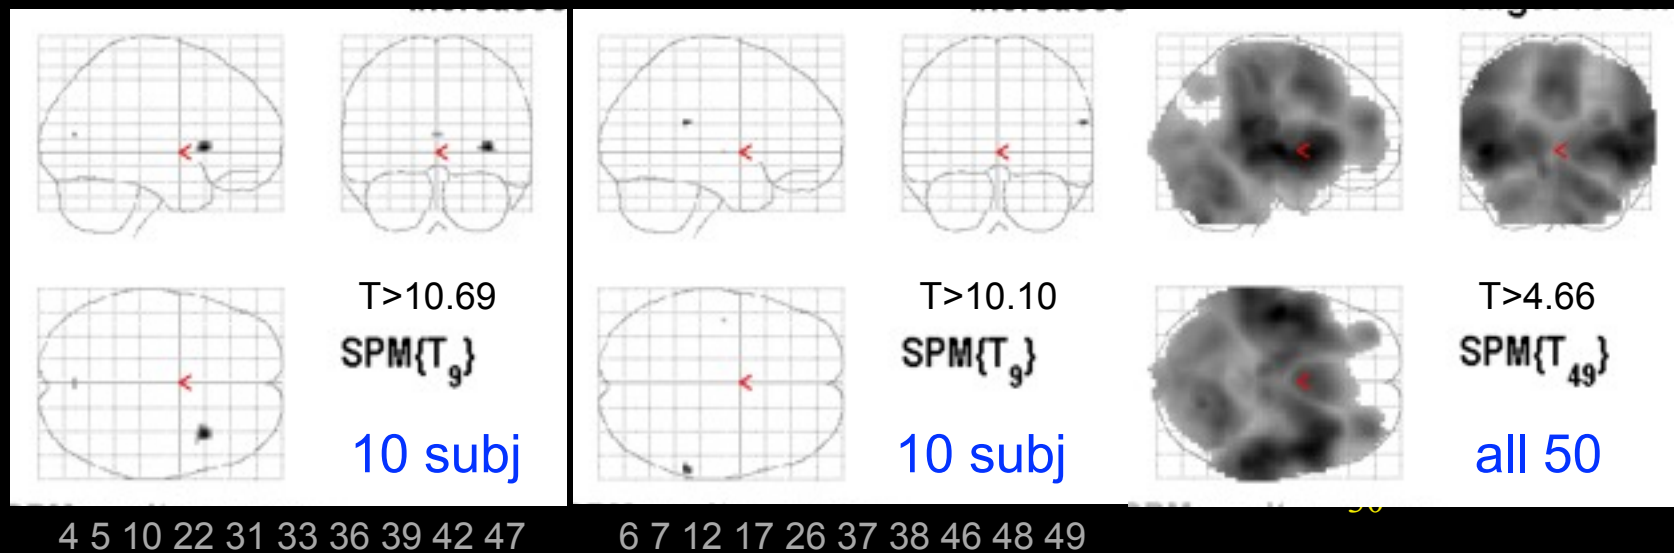 T>10.69
SPM{T9}
10 subj
4 5 10 22 31 33 36 39 42 47
T>10.10
SPM{T9}
10 subj
6 7 12 17 26 37 38 46 48 49
T>4.66
SPM{T49}
all 50